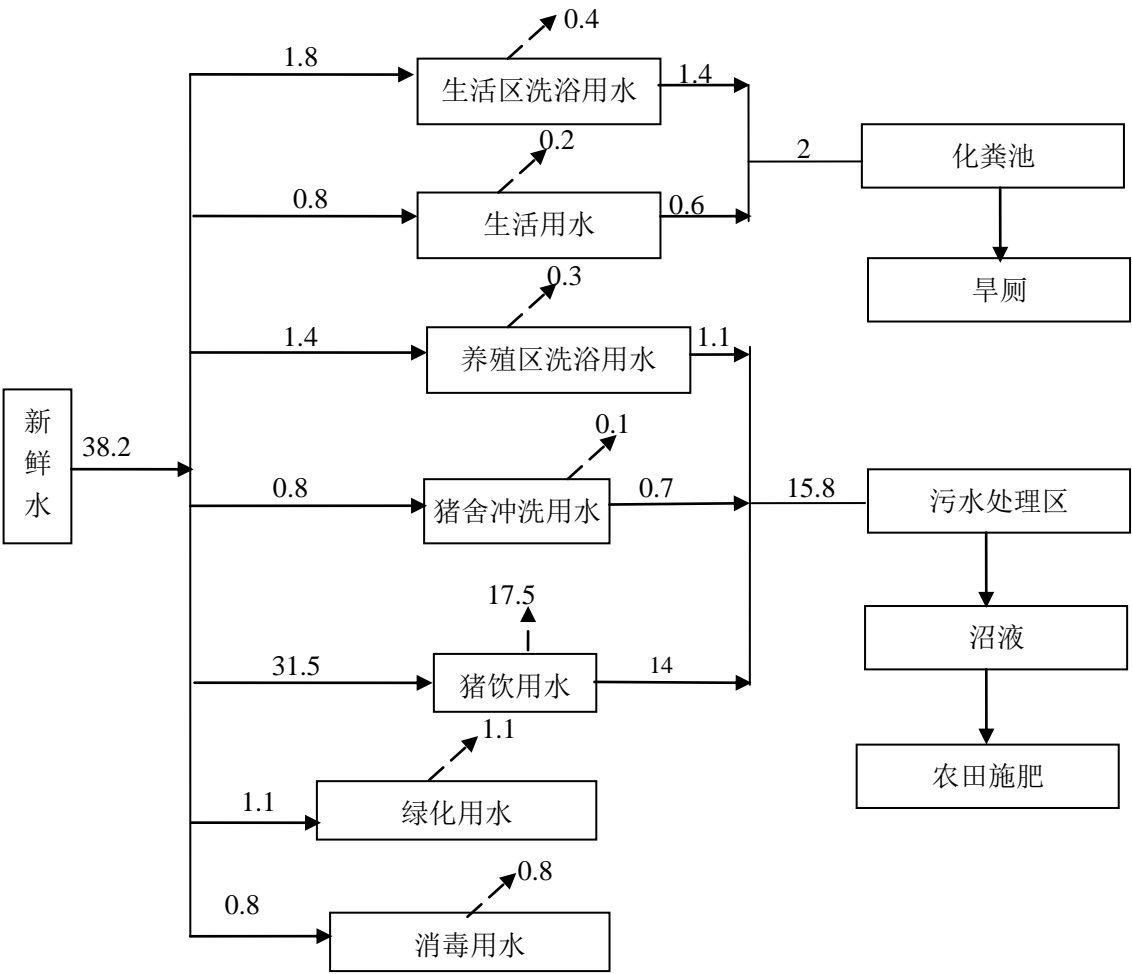 0.4
1.8
生活区洗浴用水
1.4
0.2
2
化粪池
0.8
生活用水
0.6
0.3
旱厕
1.4
养殖区洗浴用水
1.1
新
鲜
水
38.2
0.1
0.8
猪舍冲洗用水
0.7
15.8
污水处理区
17.5
沼液
31.5
猪饮用水
14
1.1
农田施肥
1.1
绿化用水
0.8
0.8
消毒用水